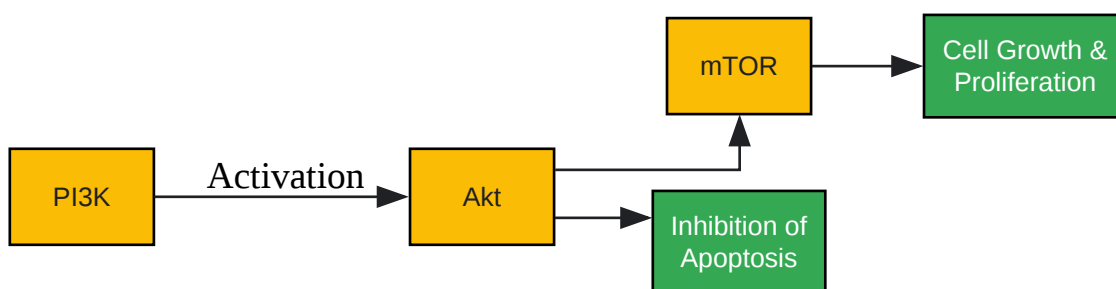 PI3K
Activation
Akt
mTOR
Cell Growth &
Proliferation
Inhibition of
Apoptosis